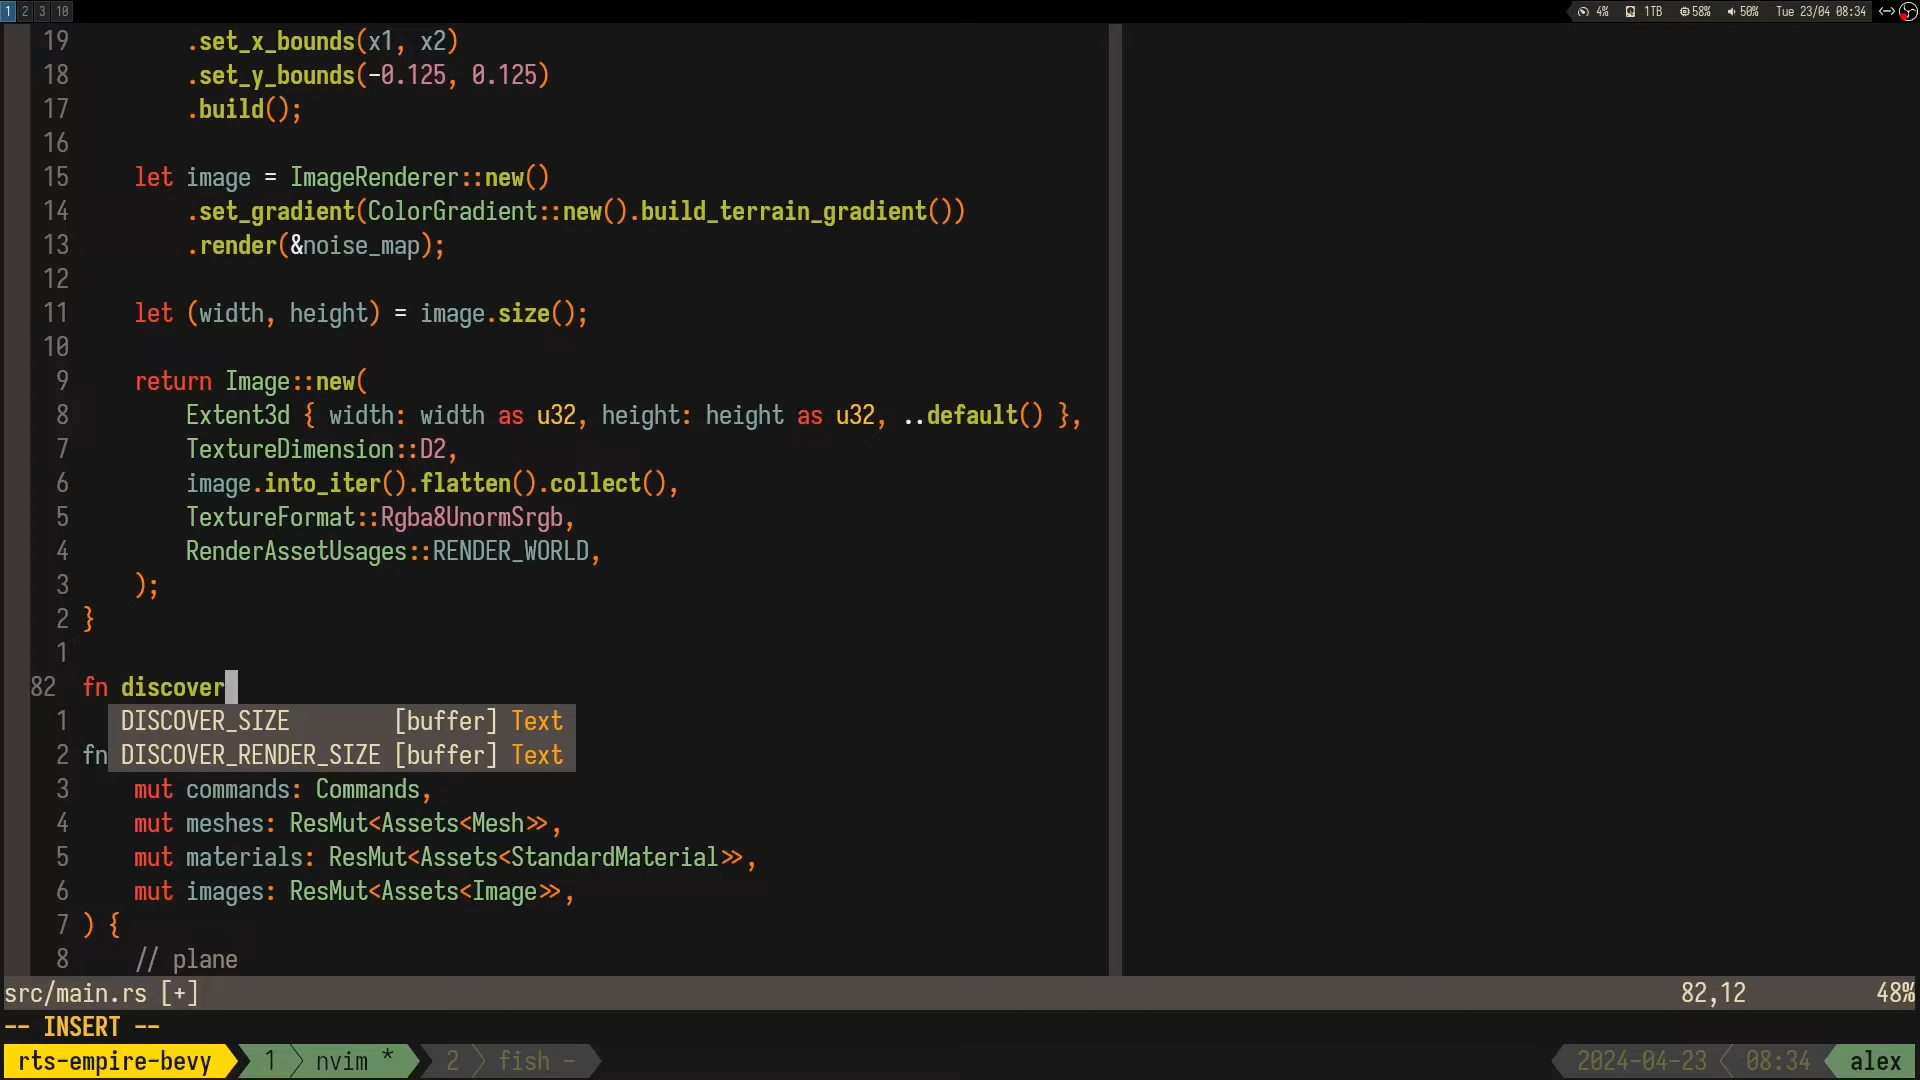 1 2 3 10 4% 1TB 58% 50% Tue 23/04 08:34
19 .set_x_bounds(x1, x2)
18 .set_y_bounds(-0.125, 0.125)
17 .build();
16
15 let image = ImageRenderer::new()
14 .set_gradient(ColorGradient::new().build_terrain_gradient())
13 .render(&noise_map);
12
11 let (width, height) = image.size();
10
9 return Image::new(
8 Extent3d { width: width as u32, height: height as u32, ..default() },
7 TextureDimension::D2,
6 image.into_iter().flatten().collect(),
5 TextureFormat::Rgba8UnormSrgb,
4 RenderAssetUsages::RENDER_WORLD,
3 );
2 }
1
82 fn discover
1 DISCOVER_SIZE [buffer] Text
2 fn DISCOVER_RENDER_SIZE [buffer] Text
3 mut commands: Commands,
4 mut meshes: ResMut<Assets<Mesh>>,
5 mut materials: ResMut<Assets<StandardMaterial>>,
6 mut images: ResMut<Assets<Image>>,
7 ) {
8 // plane
src/main.rs [+] 82,12 48%
-- INSERT --
rts-empire-bevy 1 nvim * 2 fish - 2024-04-23 08:34 alex